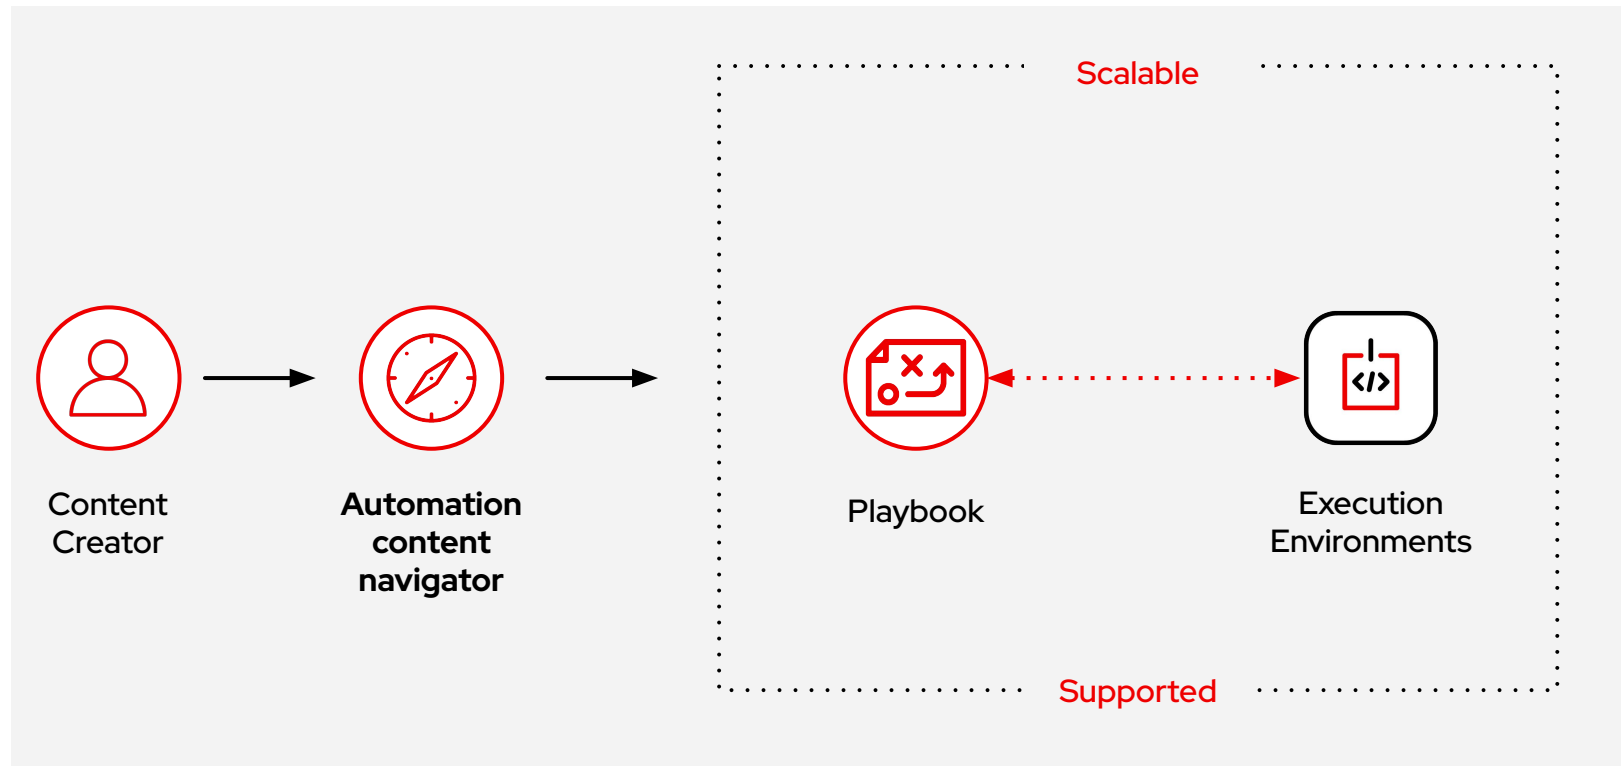 Scalable
Content
Creator
Automation
content
navigator
Playbook
Execution
Environments
Supported